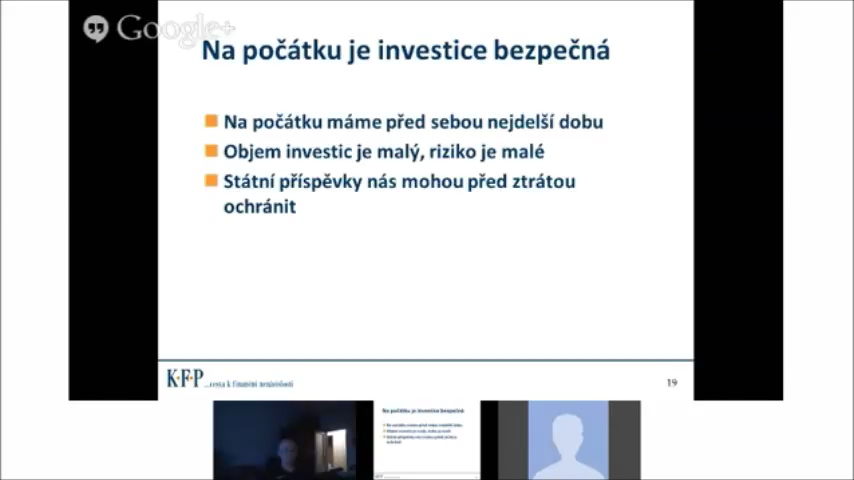 Google+
Na počátku je investice bezpečná
Na počátku máme před sebou nejdelší dobu
Objem investic je malý, riziko je malé
Státní příspěvky nás mohou před ztrátou
ochránit
K·F·P ...cesta k finanční nezávislosti
19
Na počátku je investice bezpečná